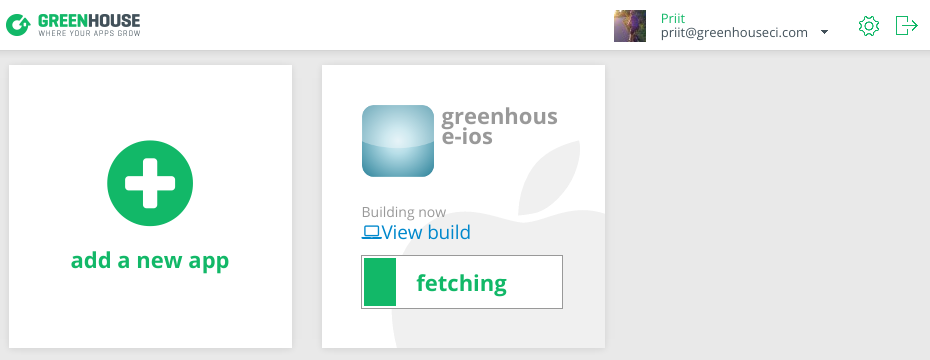 GREENHOUSE
WHERE YOUR APPS GROW
Priit
priit@greenhouseci.com
add a new app
greenhous
e-ios
Building now
View build
fetching